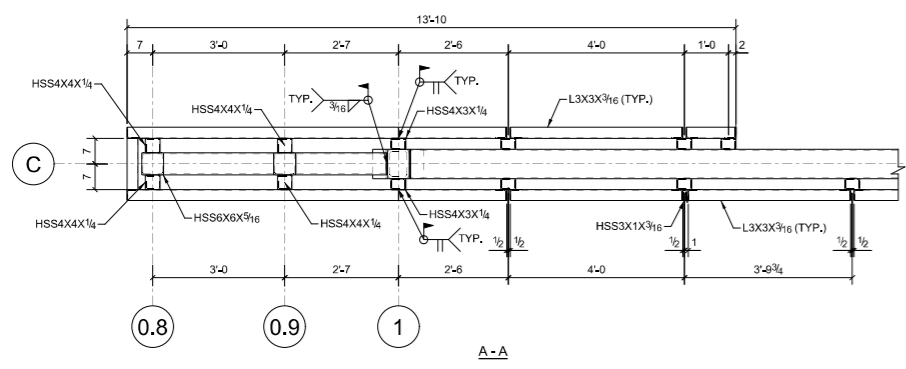 13'-10
7 3'-0 2'-7 2'-6 4'-0 1'-0 2
HSS4X4X1/4
HSS4X4X1/4
TYP.
3/16
TYP.
HSS4X3X1/4
L3X3X3/16 (TYP.)
C
7
7
HSS4X4X1/4
HSS6X6X5/16
HSS4X4X1/4
HSS4X3X1/4
TYP.
HSS3X1X3/16
L3X3X3/16 (TYP.)
1/2 1/2 1/2 1 1/2 1/2
3'-0 2'-7 2'-6 4'-0 3'-9 3/4
0.8 0.9 1
A - A